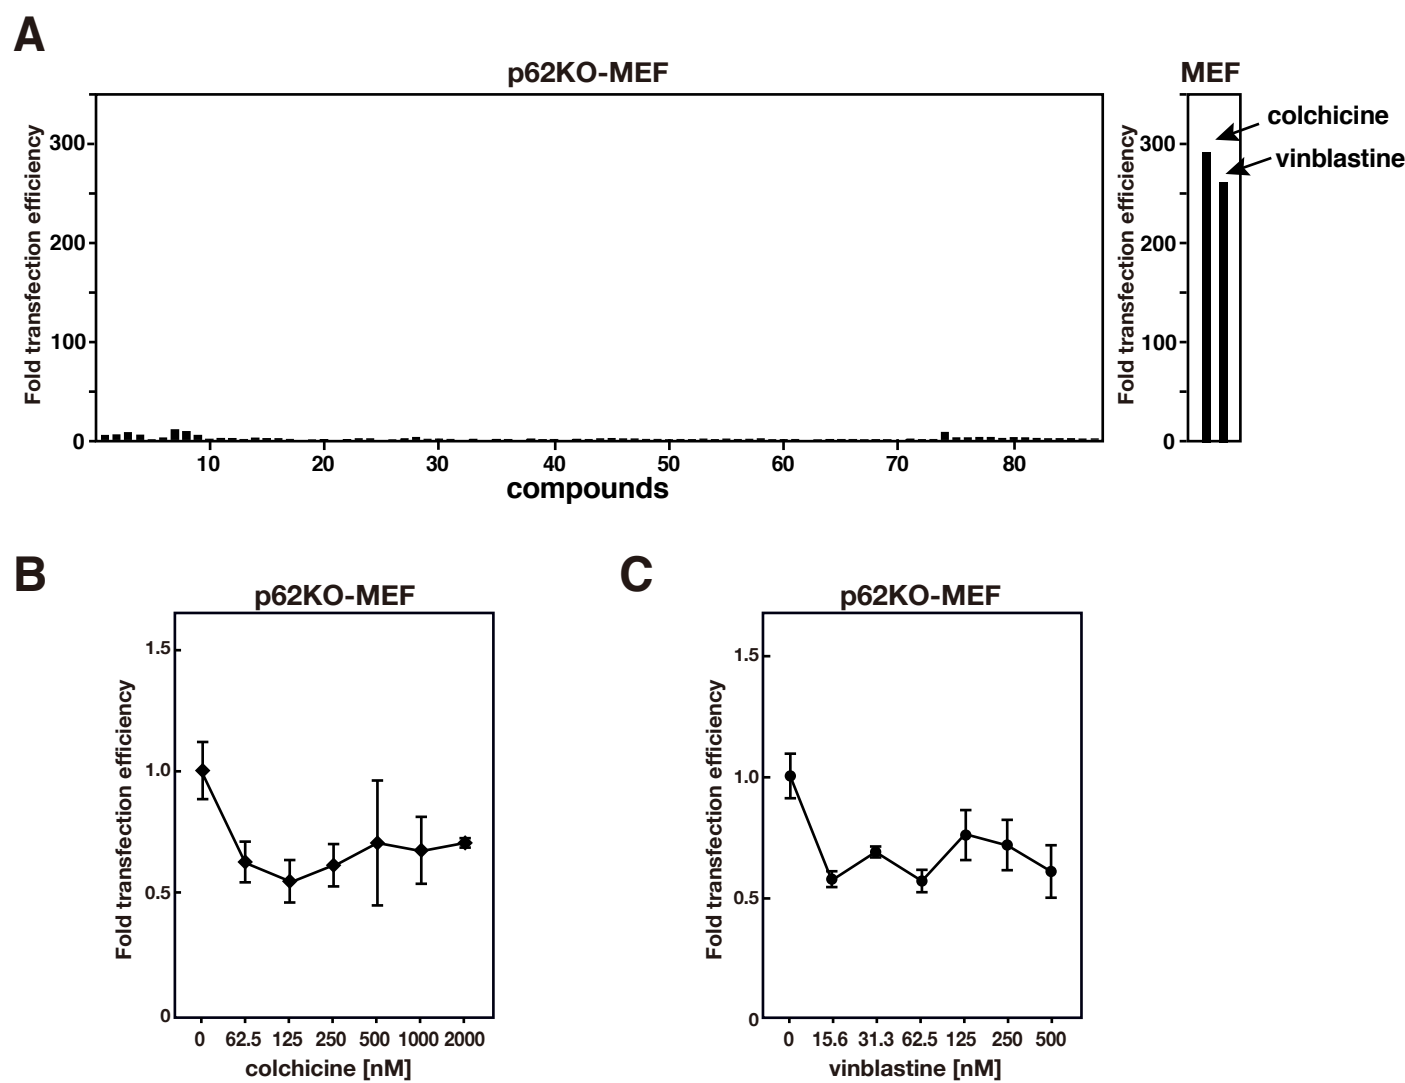 A
p62KO-MEF
MEF
Fold transfection efficiency
300
200
100
0
10 20 30 40 50 60 70 80
compounds
Fold transfection efficiency
300
200
100
0
colchicine
vinblastine
B
p62KO-MEF
Fold transfection efficiency
1.5
1.0
0.5
0
0 62.5 125 250 500 1000 2000
colchicine [nM]
C
p62KO-MEF
Fold transfection efficiency
1.5
1.0
0.5
0
0 15.6 31.3 62.5 125 250 500
vinblastine [nM]